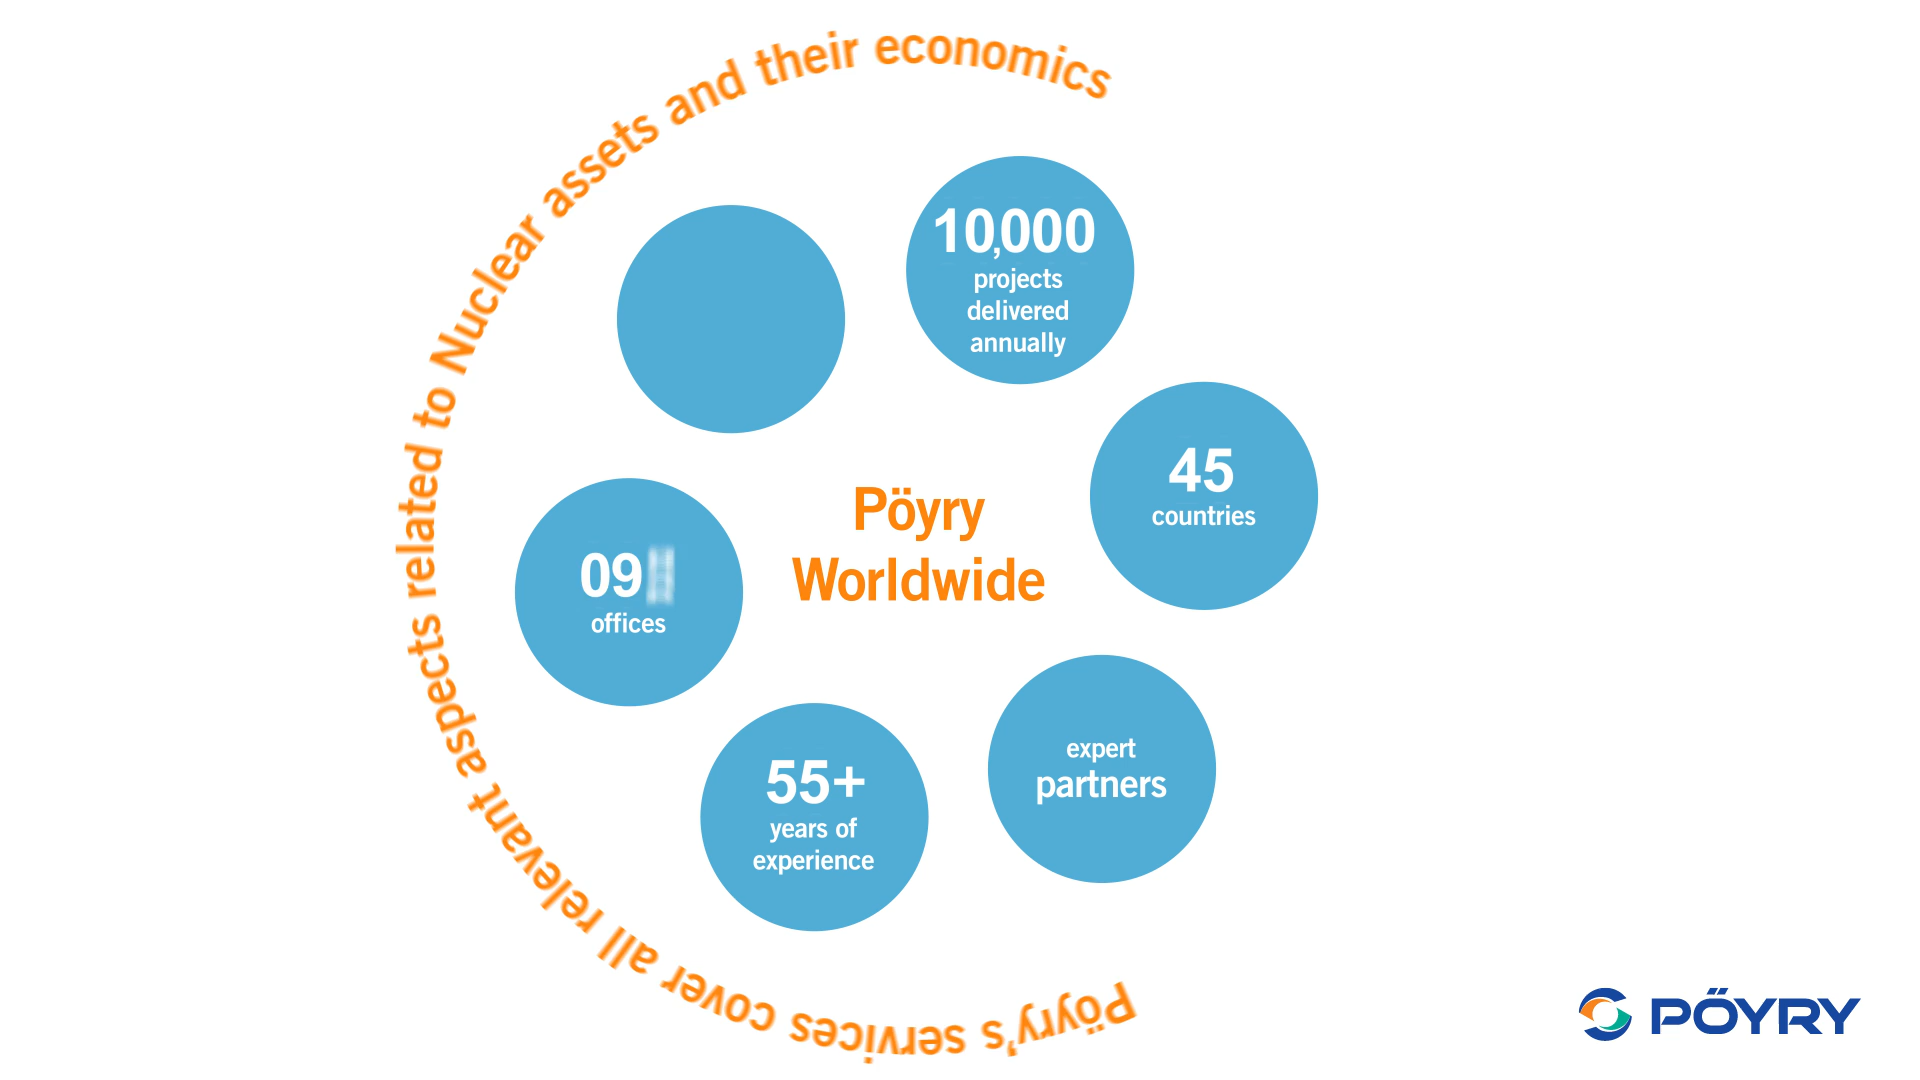 Pöyry's services cover all relevant aspects related to Nuclear assets and their economics
10,000
projects
delivered
annually
45
countries
Pöyry
Worldwide
offices
expert
partners
55+
years of
experience
PÖYRY